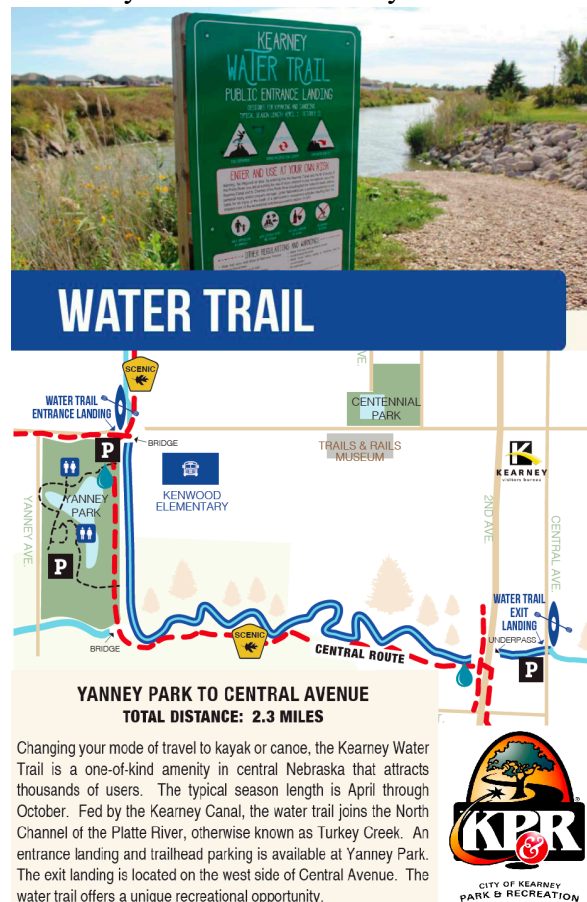 KEARNEY
WATER TRAIL
PUBLIC ENTRANCE LANDING
ENTER AND USE AT YOUR OWN RISK
OTHER REGULATIONS AND WARNINGS
WATER TRAIL
SCENIC
WATER TRAIL
ENTRANCE LANDING
P
BRIDGE
VE.
CENTENNIAL
PARK
TRAILS & RAILS
MUSEUM
K
KEARNEY
visitors bureau
KENWOOD
ELEMENTARY
YANNEY
PARK
YANNEY AVE.
P
2ND AVE.
CENTRAL AVE.
WATER TRAIL
EXIT
LANDING
UNDERPASS
P
BRIDGE
SCENIC
CENTRAL ROUTE
T.
YANNEY PARK TO CENTRAL AVENUE
TOTAL DISTANCE: 2.3 MILES
Changing your mode of travel to kayak or canoe, the Kearney Water
Trail is a one-of-kind amenity in central Nebraska that attracts
thousands of users. The typical season length is April through
October. Fed by the Kearney Canal, the water trail joins the North
Channel of the Platte River, otherwise known as Turkey Creek. An
entrance landing and trailhead parking is available at Yanney Park.
The exit landing is located on the west side of Central Avenue. The
water trail offers a unique recreational opportunity.
KP&R
CITY OF KEARNEY
PARK & RECREATION